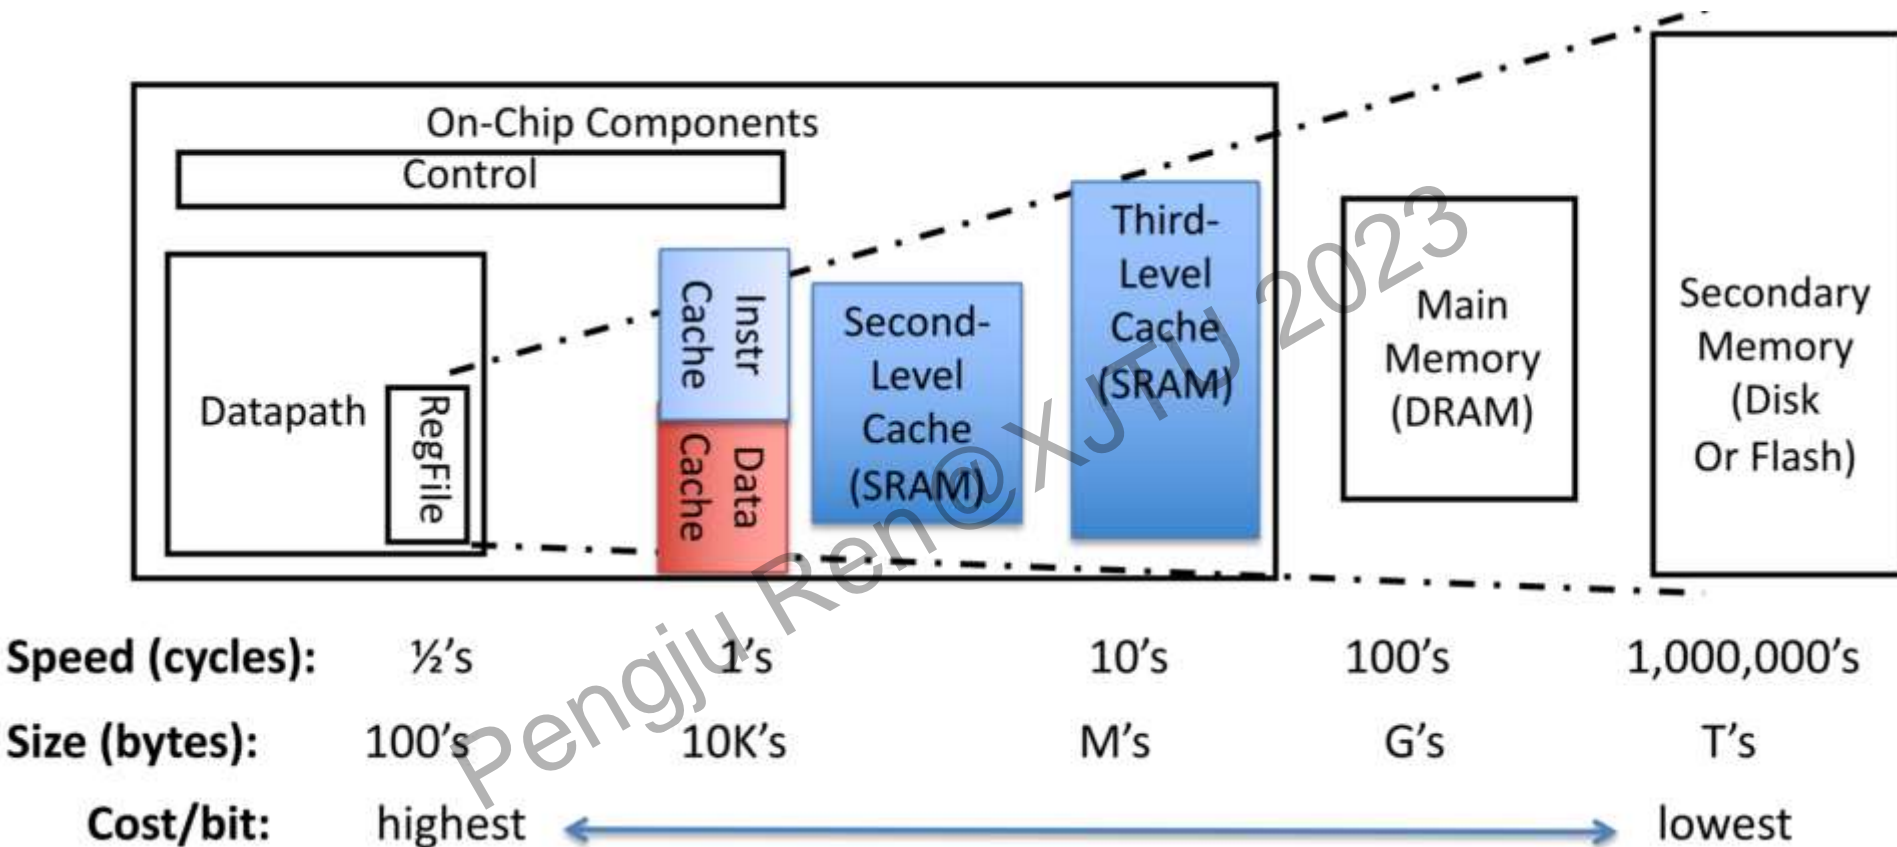 On-Chip Components
Control
Datapath
RegFile
Instr
Cache
Data
Cache
Second-
Level
Cache
(SRAM)
Third-
Level
Cache
(SRAM)
Main
Memory
(DRAM)
Secondary
Memory
(Disk
Or Flash)
Speed (cycles): ½'s 1's 10's 100's 1,000,000's
Size (bytes): 100's 10K's M's G's T's
Cost/bit: highest lowest
Pengju Ren@XJTU 2023